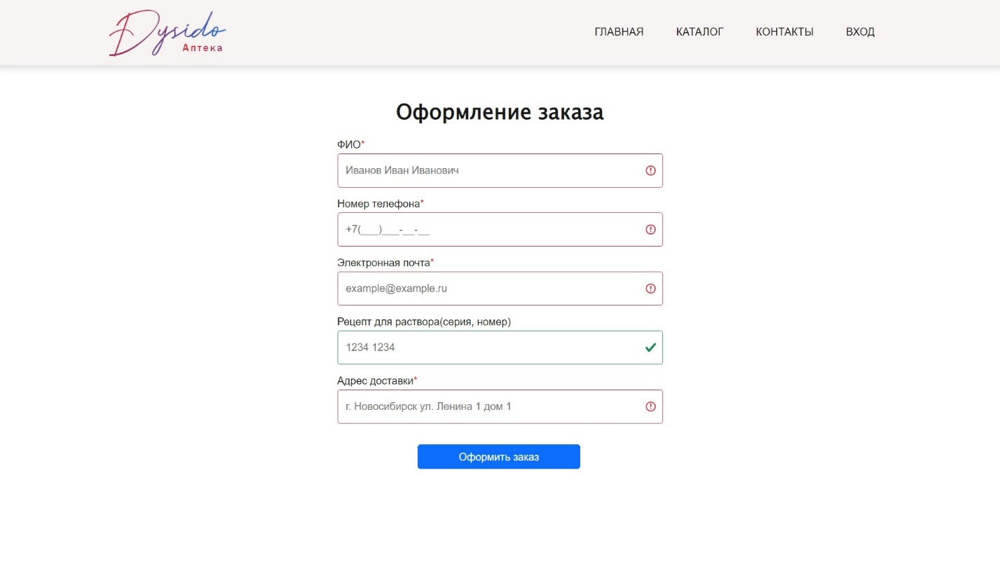 Dysido
Аптека
ГЛАВНАЯ КАТАЛОГ КОНТАКТЫ ВХОД
Оформление заказа
ФИО*
Иванов Иван Иванович
Номер телефона*
+7(___)___-__-__
Электронная почта*
example@example.ru
Рецепт для раствора(серия, номер)
1234 1234
Адрес доставки*
г. Новосибирск ул. Ленина 1 дом 1
Оформить заказ